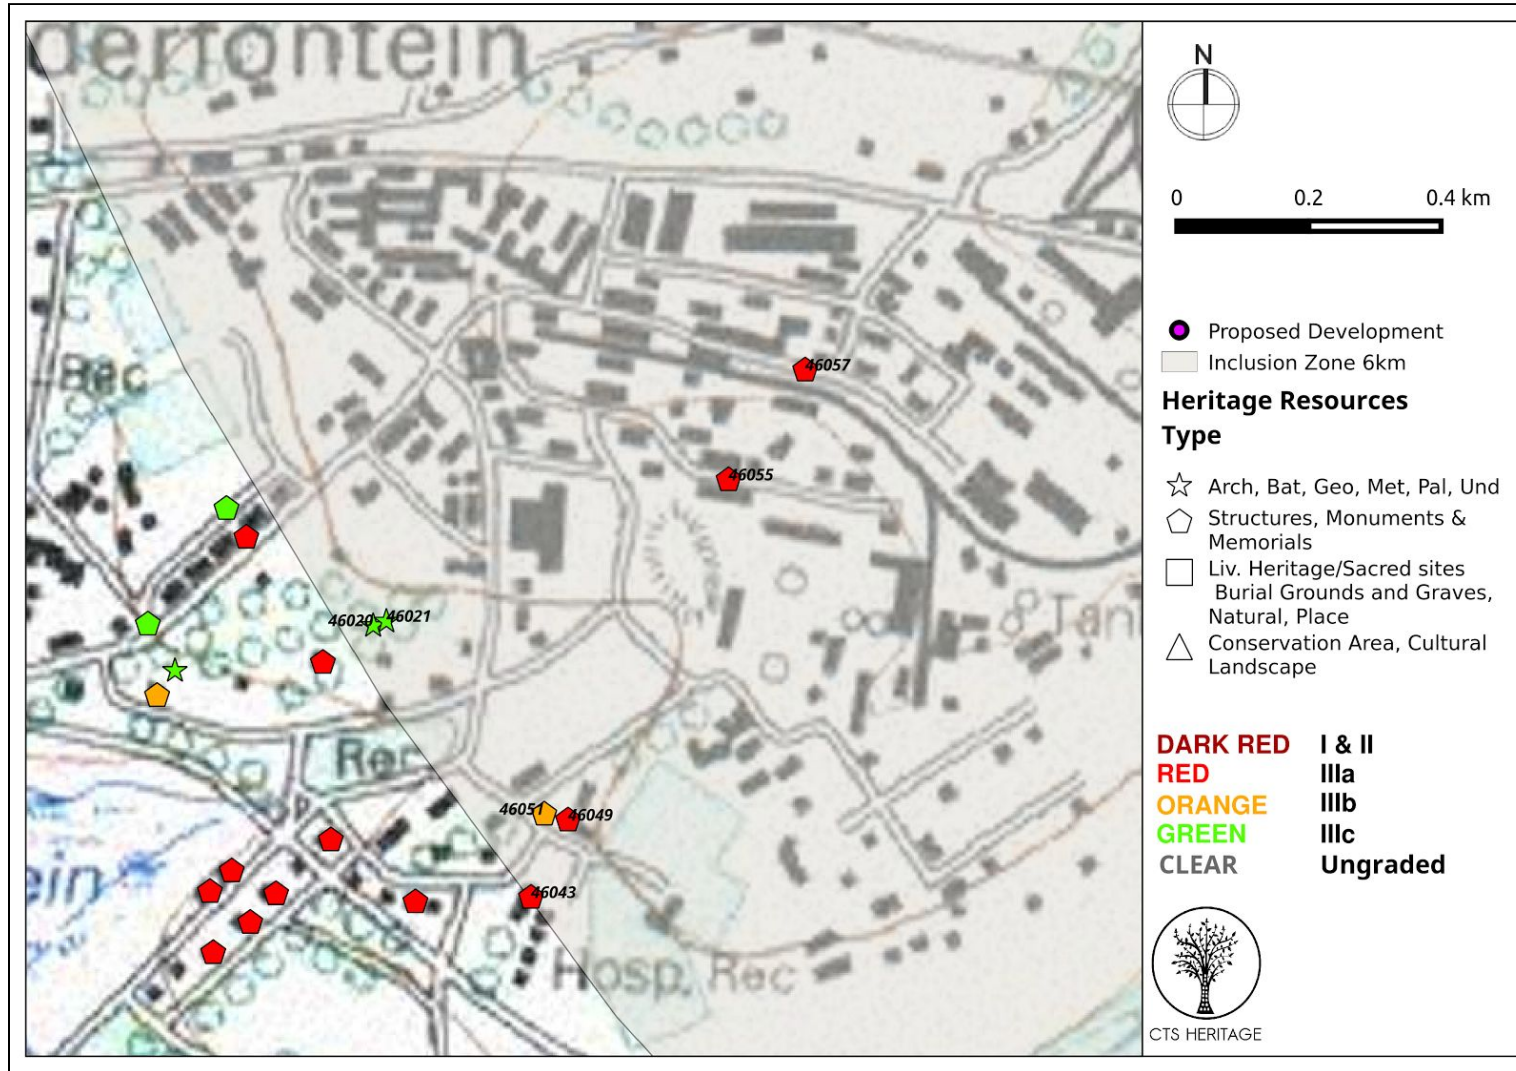 derfontein
Rec
46057
46055
46020
46021
Tan
Rec
46051
46049
ein
46043
Hosp. Rec
N
0 0.2 0.4 km
Proposed Development
Inclusion Zone 6km
Heritage Resources
Type
Arch, Bat, Geo, Met, Pal, Und
Structures, Monuments &
Memorials
Liv. Heritage/Sacred sites
Burial Grounds and Graves,
Natural, Place
Conservation Area, Cultural
Landscape
DARK RED I & II
RED IIIa
ORANGE IIIb
GREEN IIIc
CLEAR Ungraded
CTS HERITAGE